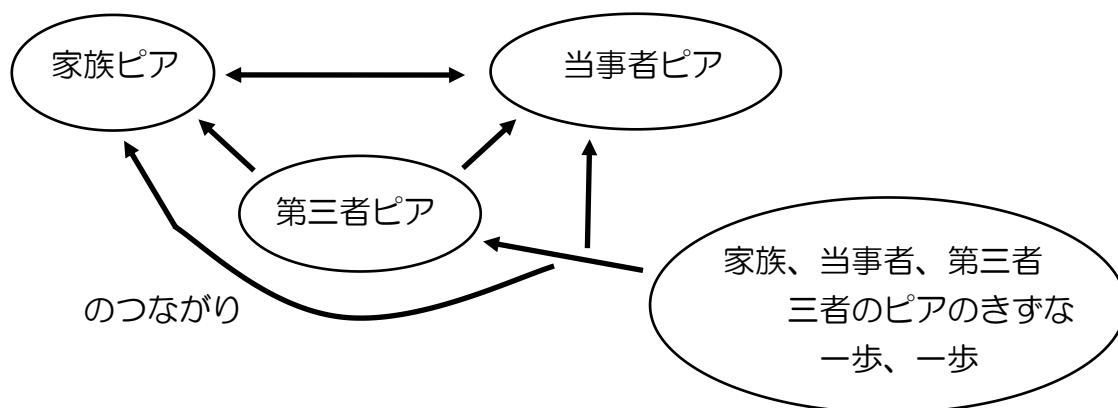 家族ピア
当事者ピア
第三者ピア
家族、当事者、第三者
三者のピアのきずな
一歩、一歩
のつながり